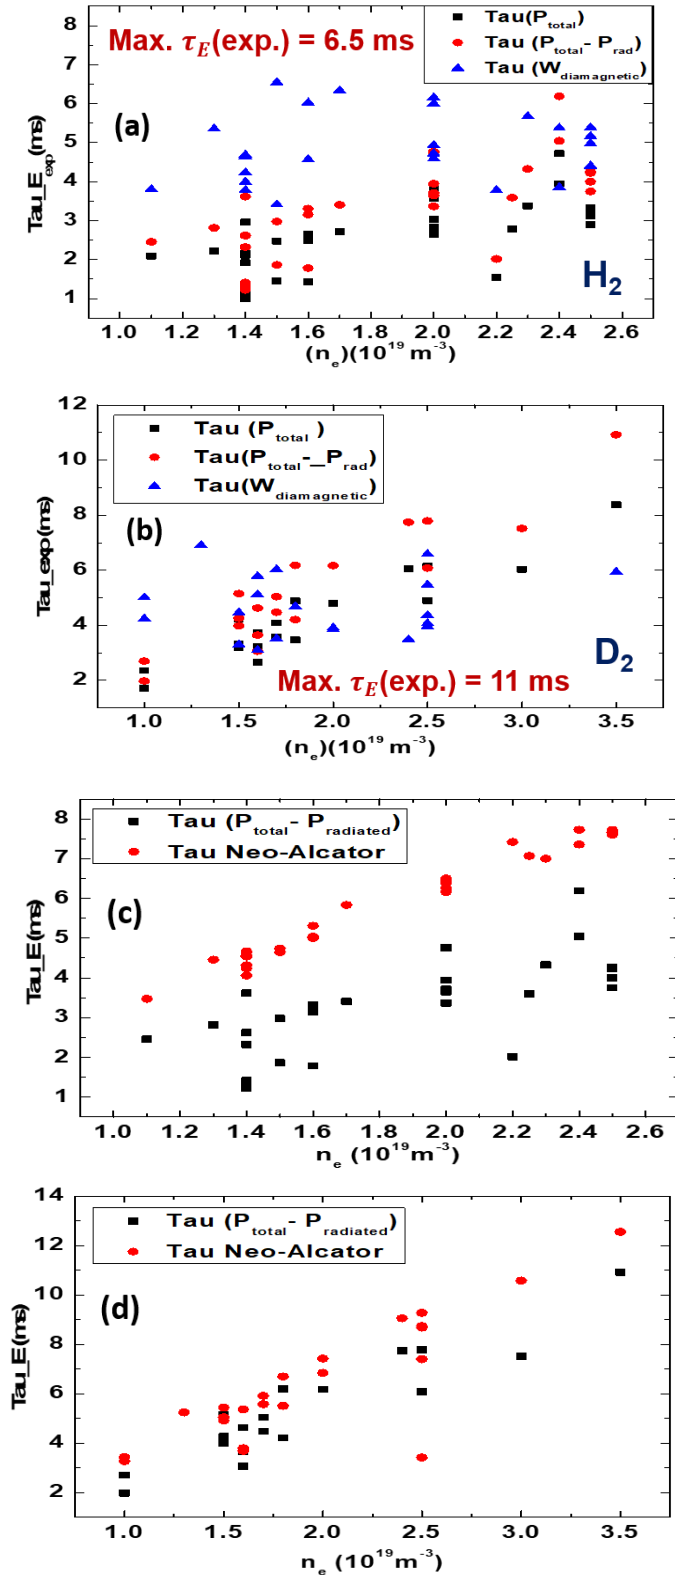 Max. τE(exp.) = 6.5 ms
Tau(Ptotal)
Tau (Ptotal- Prad)
Tau (Wdiamagnetic)
(a)
H2
Tau_Eexp(ms)
8
7
6
5
4
3
2
1
1.0 1.2 1.4 1.6 1.8 2.0 2.2 2.4 2.6
(ne)(10^19 m^-3)
Tau (Ptotal )
Tau(Ptotal-_Prad)
Tau(Wdiamagnetic)
(b)
D2
Max. τE(exp.) = 11 ms
Tau_exp(ms)
12
10
8
6
4
2
1.0 1.5 2.0 2.5 3.0 3.5
(ne)(10^19 m^-3)
Tau (Ptotal- Pradiated)
Tau Neo-Alcator
(c)
Tau_E(ms)
8
7
6
5
4
3
2
1
1.0 1.2 1.4 1.6 1.8 2.0 2.2 2.4 2.6
ne (10^19m^-3)
Tau (Ptotal- Pradiated)
Tau Neo-Alcator
(d)
Tau_E(ms)
14
12
10
8
6
4
2
1.0 1.5 2.0 2.5 3.0 3.5
ne (10^19m^-3)